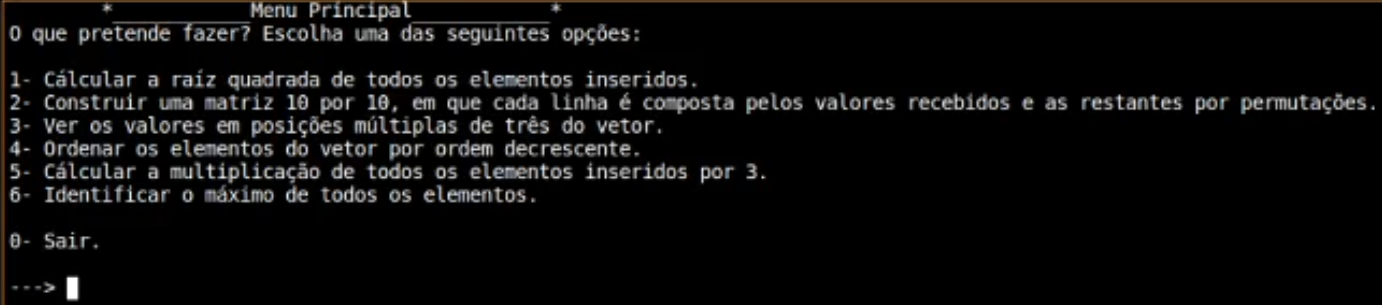 *___________Menu Principal___________*
O que pretende fazer? Escolha uma das seguintes opções:
1- Cálcular a raíz quadrada de todos os elementos inseridos.
2- Construir uma matriz 10 por 10, em que cada linha é composta pelos valores recebidos e as restantes por permutações.
3- Ver os valores em posições múltiplas de três do vetor.
4- Ordenar os elementos do vetor por ordem decrescente.
5- Cálcular a multiplicação de todos os elementos inseridos por 3.
6- Identificar o máximo de todos os elementos.
0- Sair.
--->